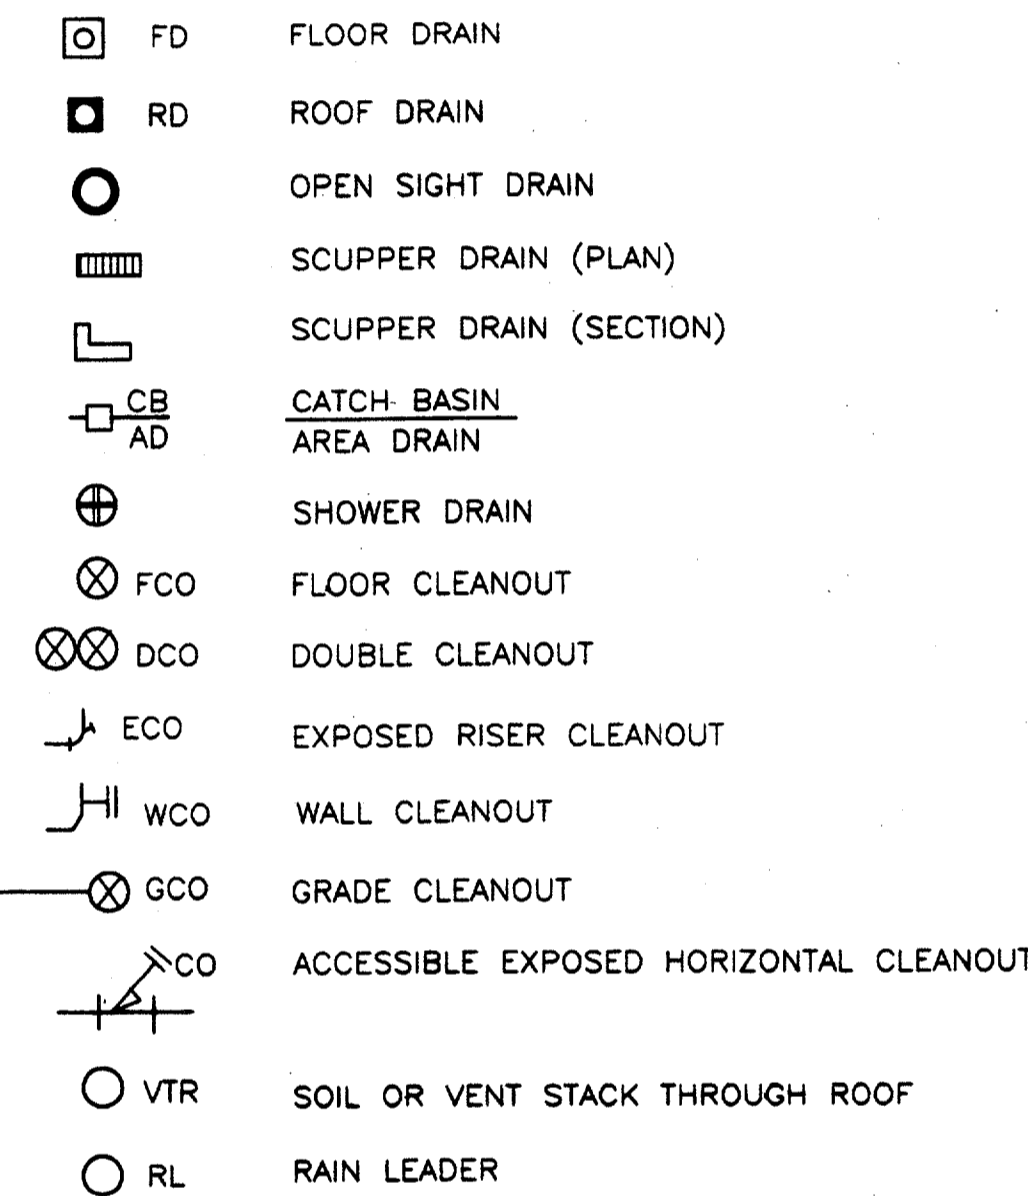 FD FLOOR DRAIN
RD ROOF DRAIN
OPEN SIGHT DRAIN
SCUPPER DRAIN (PLAN)
SCUPPER DRAIN (SECTION)
CB CATCH BASIN
AD AREA DRAIN
SHOWER DRAIN
FCO FLOOR CLEANOUT
DCO DOUBLE CLEANOUT
ECO EXPOSED RISER CLEANOUT
WCO WALL CLEANOUT
GCO GRADE CLEANOUT
CO ACCESSIBLE EXPOSED HORIZONTAL CLEANOUT
VTR SOIL OR VENT STACK THROUGH ROOF
RL RAIN LEADER